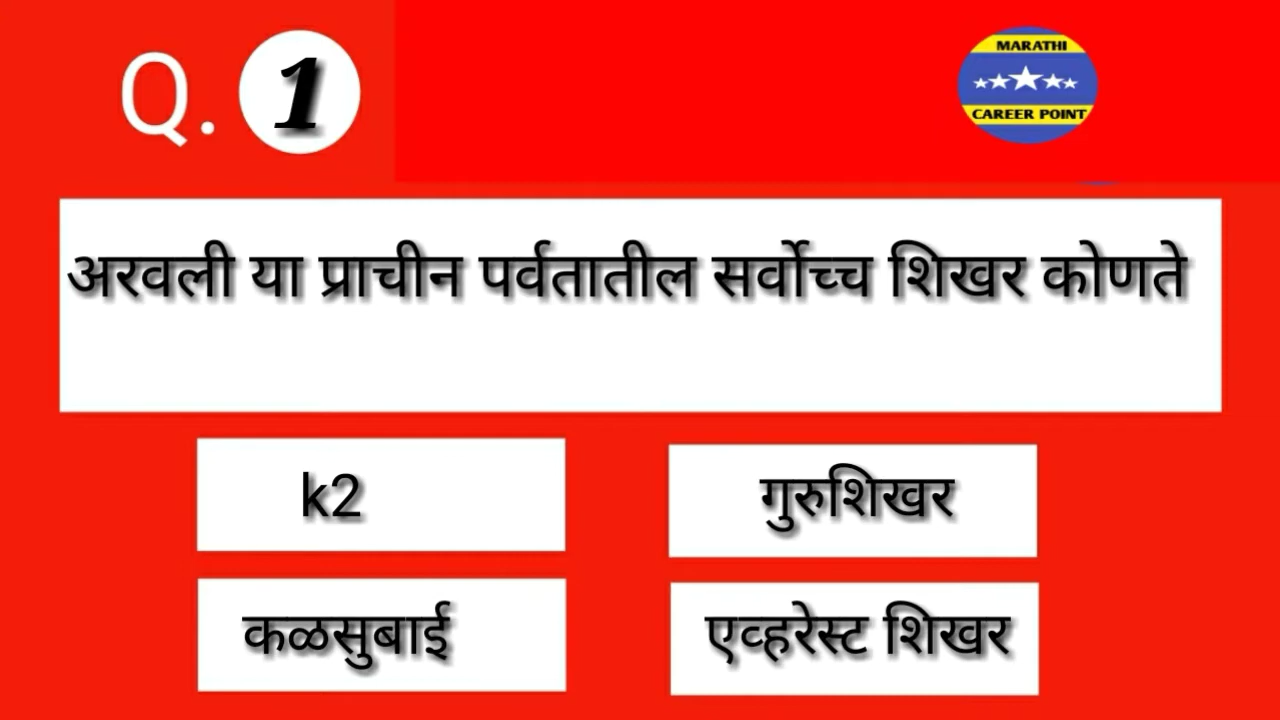 Q. 1
MARATHI
CAREER POINT
अरवली या प्राचीन पर्वतातील सर्वोच्च शिखर कोणते
k2
गुरुशिखर
कळसुबाई
एव्हरेस्ट शिखर